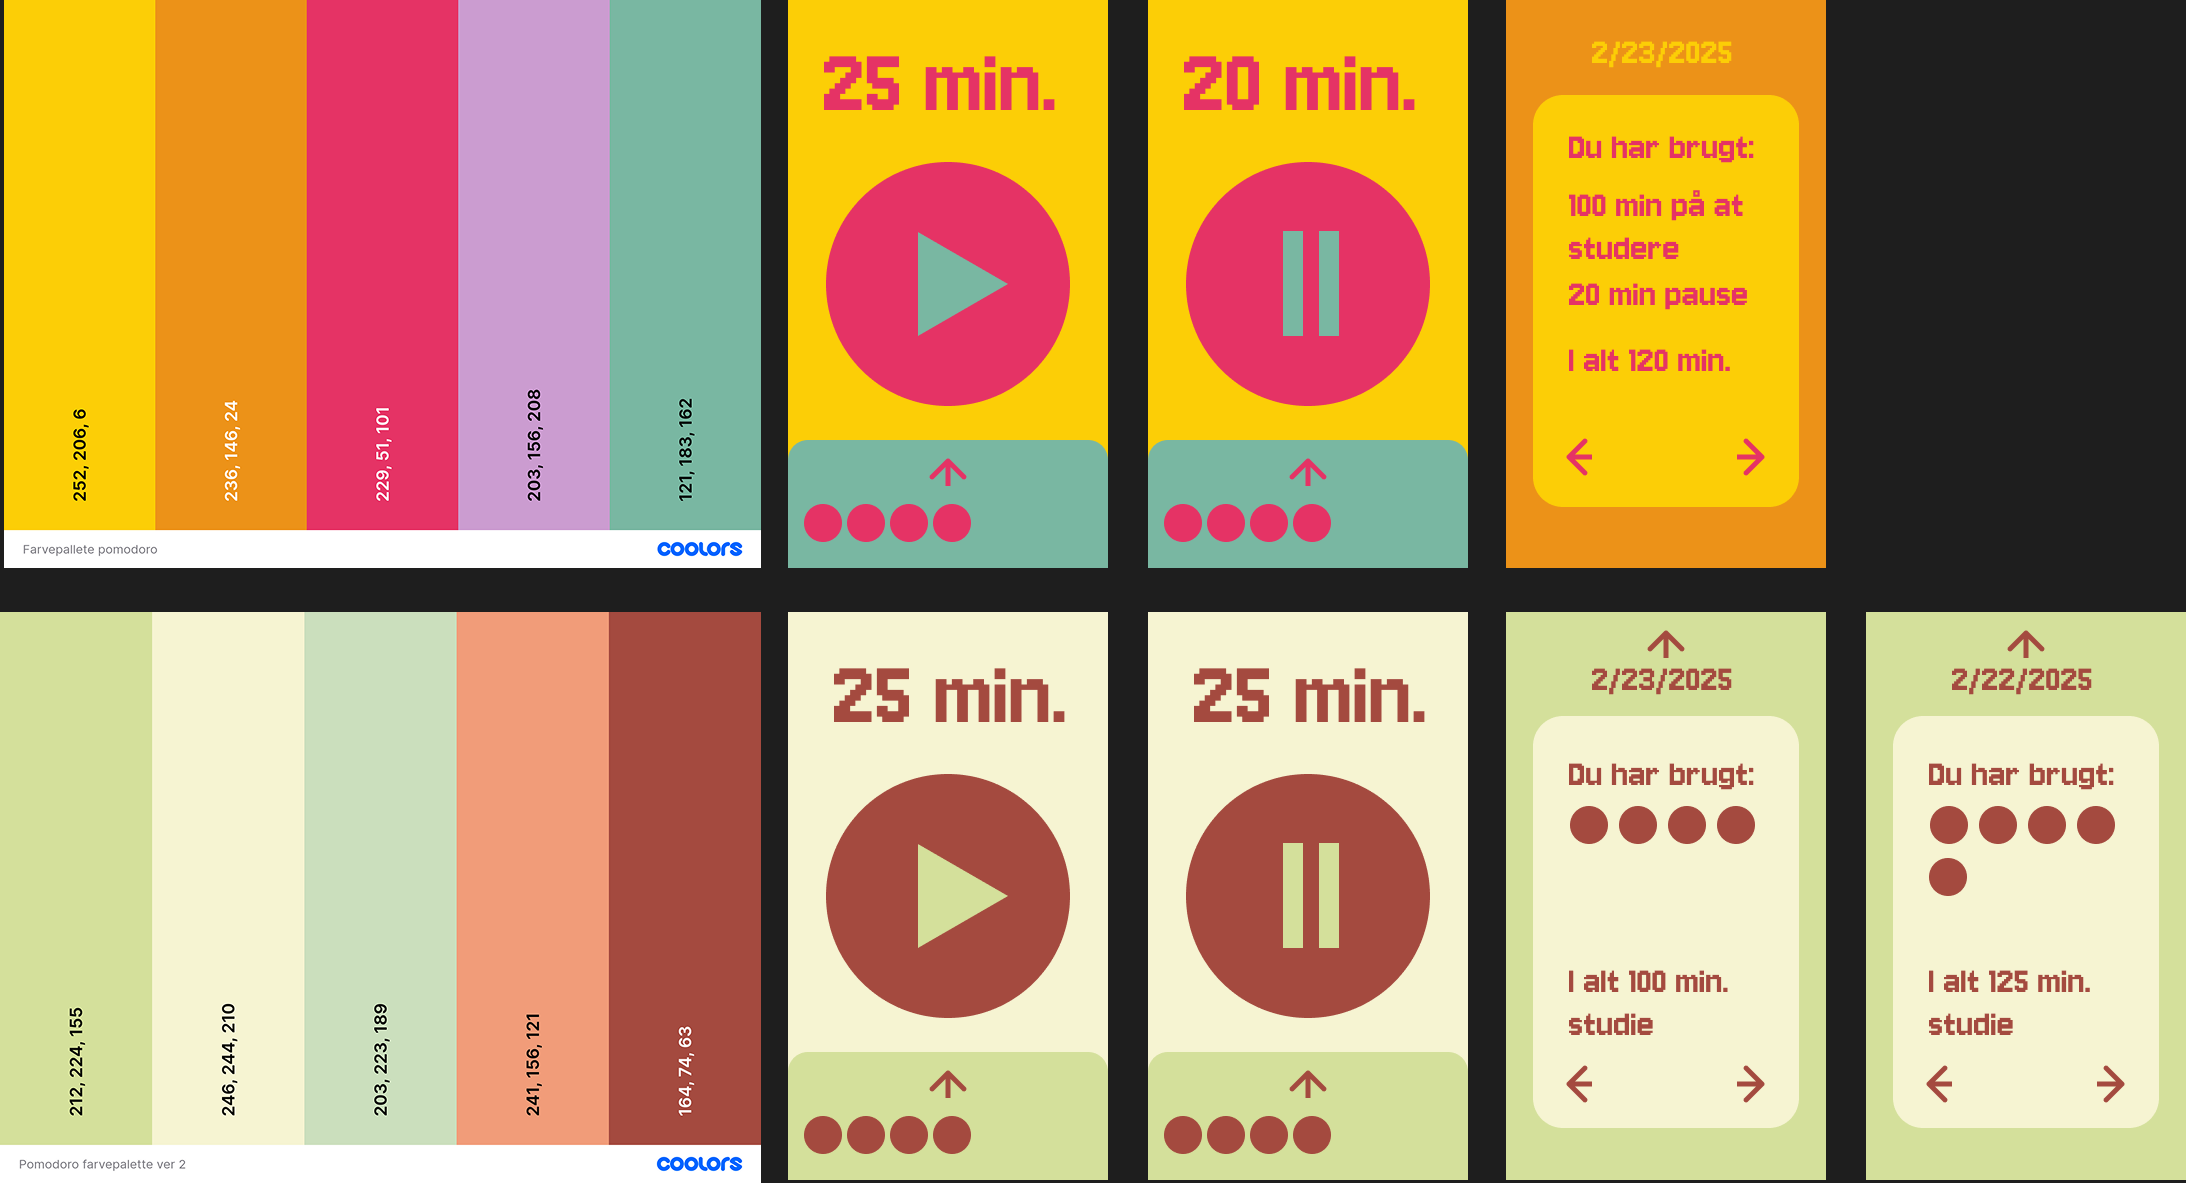 252, 206, 6
236, 146, 24
229, 51, 101
203, 156, 208
121, 183, 162
Farvepallete pomodoro
coolors
25 min.
20 min.
2/23/2025
Du har brugt:
100 min på at
studere
20 min pause
I alt 120 min.
212, 224, 155
246, 244, 210
203, 223, 189
241, 156, 121
164, 74, 63
Pomodoro farvepalette ver 2
coolors
25 min.
25 min.
2/23/2025
Du har brugt:
I alt 100 min.
studie
2/22/2025
Du har brugt:
I alt 125 min.
studie